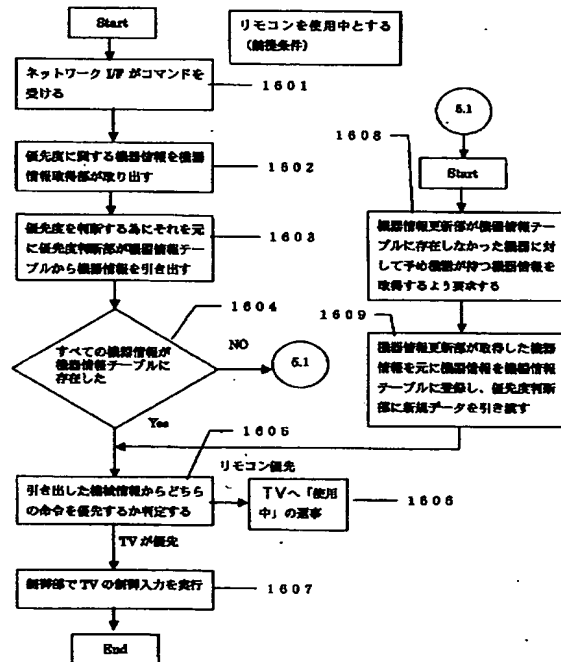 Start
リモコンを使用中とする
(前提条件)
ネットワーク I/F がコマンドを
受ける
1601
優先度に関する機器情報を機器
情報取得部が取り出す
1602
優先度を判断する為にそれを元
に優先度判断部が機器情報テー
ブルから機器情報を引き出す
1603
1604
すべての機器情報が
機器情報テーブルに
存在した
NO
5.1
Yes
1605
引き出した機械情報からどちら
の命令を優先するか判定する
リモコン優先
TVへ「使用
中」の返事
1606
TVが優先
制御部でTVの制御入力を実行
1607
End
5.1
1608
Start
機器情報更新部が機器情報テー
ブルに存在しなかった機器に対
して予め機器が持つ機器情報を
取得するよう要求する
1609
機器情報更新部が取得した機器
情報を元に機器情報を機器情報
テーブルに登録し、優先度判断
部に新規データを引き渡す